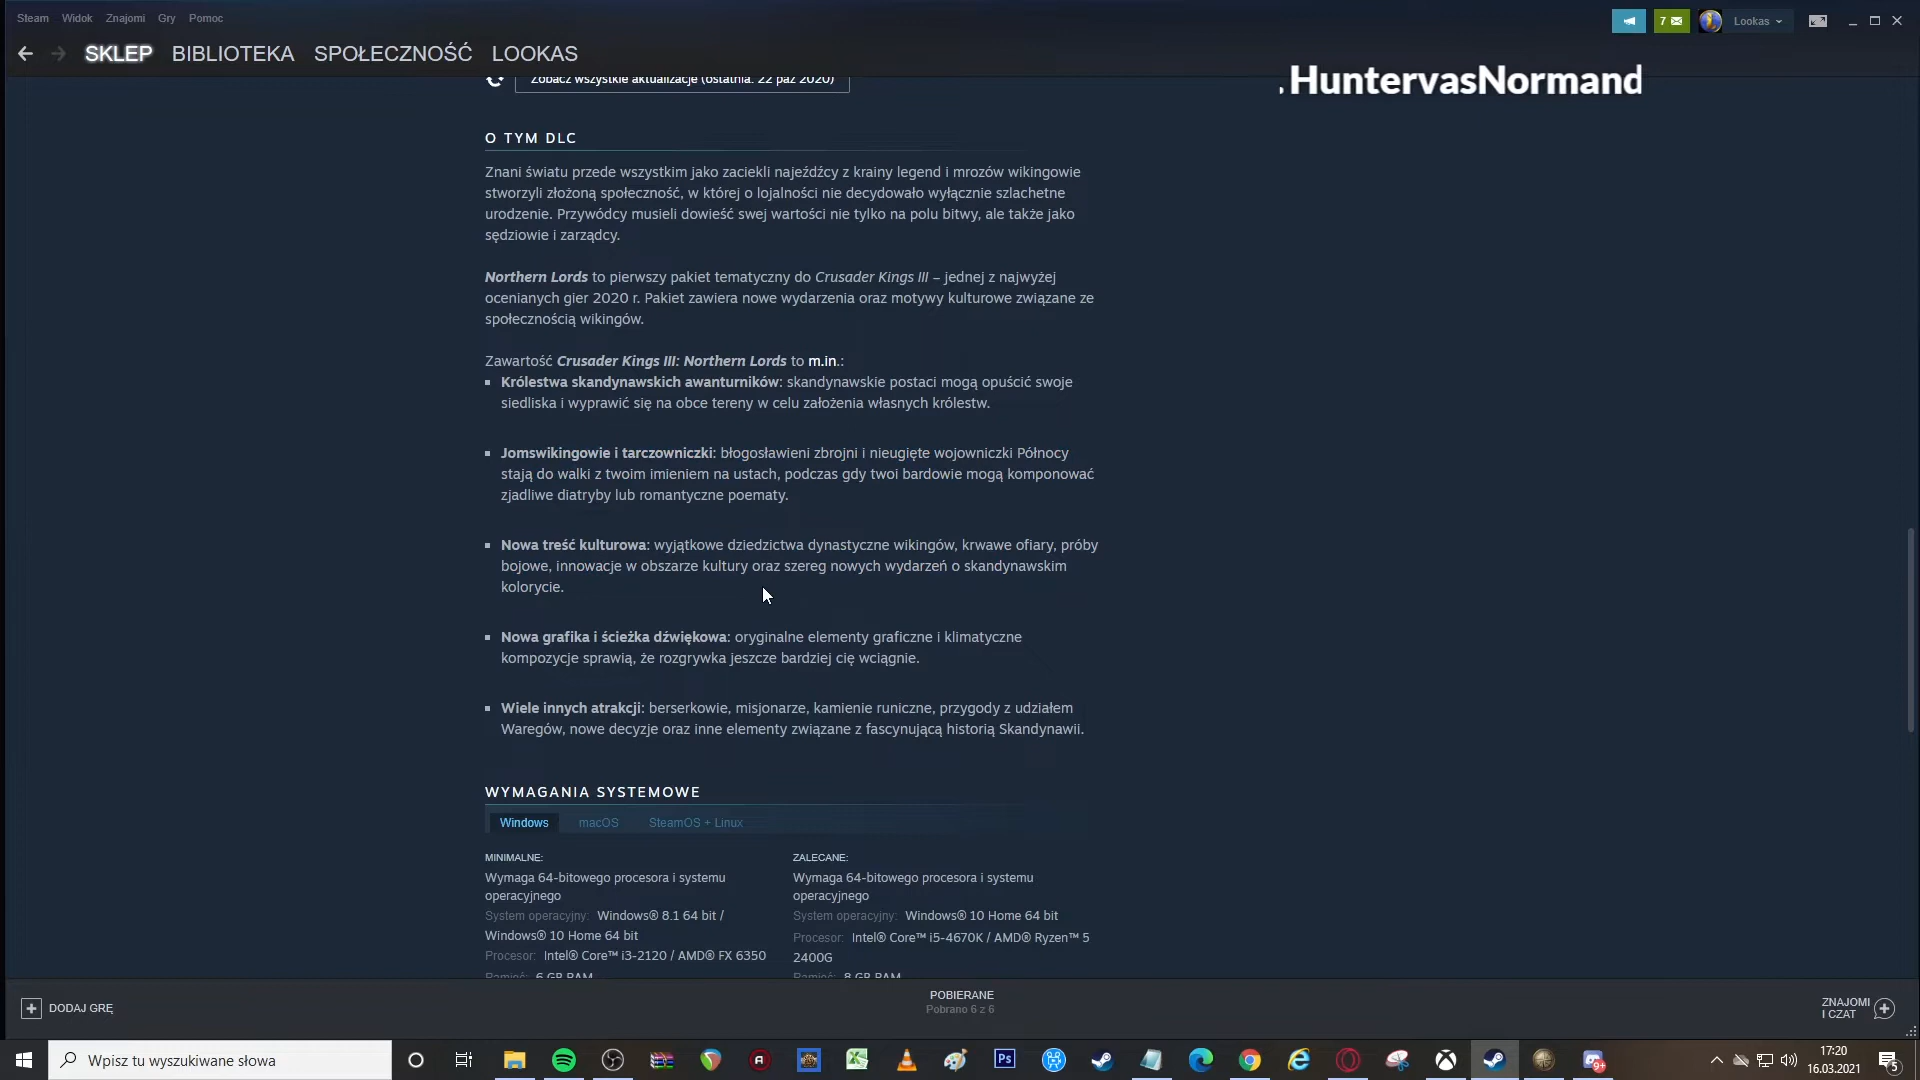 Steam Widok Znajomi Gry Pomoc
7 Lookas
SKLEP BIBLIOTEKA SPOŁECZNOŚĆ LOOKAS
. HuntervasNormand
Zobacz wszystkie aktualizacje (ostatnia: 22 paź 2020)
O TYM DLC
Znani światu przede wszystkim jako zaciekli najeźdźcy z krainy legend i mrozów wikingowie
stworzyli złożoną społeczność, w której o lojalności nie decydowało wyłącznie szlachetne
urodzenie. Przywódcy musieli dowieść swej wartości nie tylko na polu bitwy, ale także jako
sędziowie i zarządcy.
Northern Lords to pierwszy pakiet tematyczny do Crusader Kings III – jednej z najwyżej
ocenianych gier 2020 r. Pakiet zawiera nowe wydarzenia oraz motywy kulturowe związane ze
społecznością wikingów.
Zawartość Crusader Kings III: Northern Lords to m.in.:
Królestwa skandynawskich awanturników: skandynawskie postaci mogą opuścić swoje
siedliska i wyprawić się na obce tereny w celu założenia własnych królestw.
Jomswikingowie i tarczowniczki: błogosławieni zbrojni i nieugięte wojowniczki Północy
stają do walki z twoim imieniem na ustach, podczas gdy twoi bardowie mogą komponować
zjadliwe diatryby lub romantyczne poematy.
Nowa treść kulturowa: wyjątkowe dziedzictwa dynastyczne wikingów, krwawe ofiary, próby
bojowe, innowacje w obszarze kultury oraz szereg nowych wydarzeń o skandynawskim
kolorycie.
Nowa grafika i ścieżka dźwiękowa: oryginalne elementy graficzne i klimatyczne
kompozycje sprawią, że rozgrywka jeszcze bardziej cię wciągnie.
Wiele innych atrakcji: berserkowie, misjonarze, kamienie runiczne, przygody z udziałem
Waregów, nowe decyzje oraz inne elementy związane z fascynującą historią Skandynawii.
WYMAGANIA SYSTEMOWE
Windows macOS SteamOS + Linux
MINIMALNE:
Wymaga 64-bitowego procesora i systemu
operacyjnego
System operacyjny: Windows® 8.1 64 bit /
Windows® 10 Home 64 bit
Procesor: Intel® Core™ i3-2120 / AMD® FX 6350
Pamięć: 6 GB RAM
ZALECANE:
Wymaga 64-bitowego procesora i systemu
operacyjnego
System operacyjny: Windows® 10 Home 64 bit
Procesor: Intel® Core™ i5-4670K / AMD® Ryzen™ 5
2400G
Pamięć: 8 GB RAM
DODAJ GRĘ
POBIERANE
Pobrano 6 z 6
ZNAJOMI
I CZAT
Wpisz tu wyszukiwane słowa
Ps
9+
17:20
16.03.2021
5